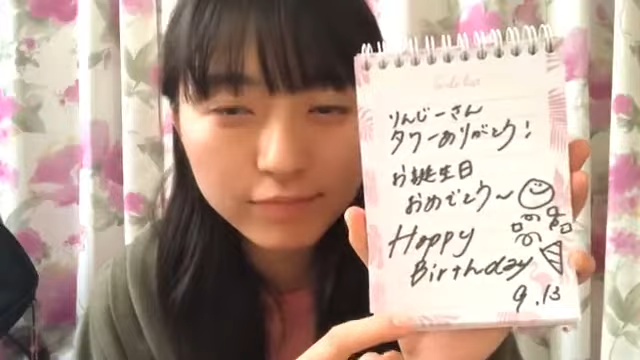 りんじーさん
タワーありがとう!
お誕生日
おめでとう〜
Happy
Birthday
9.13